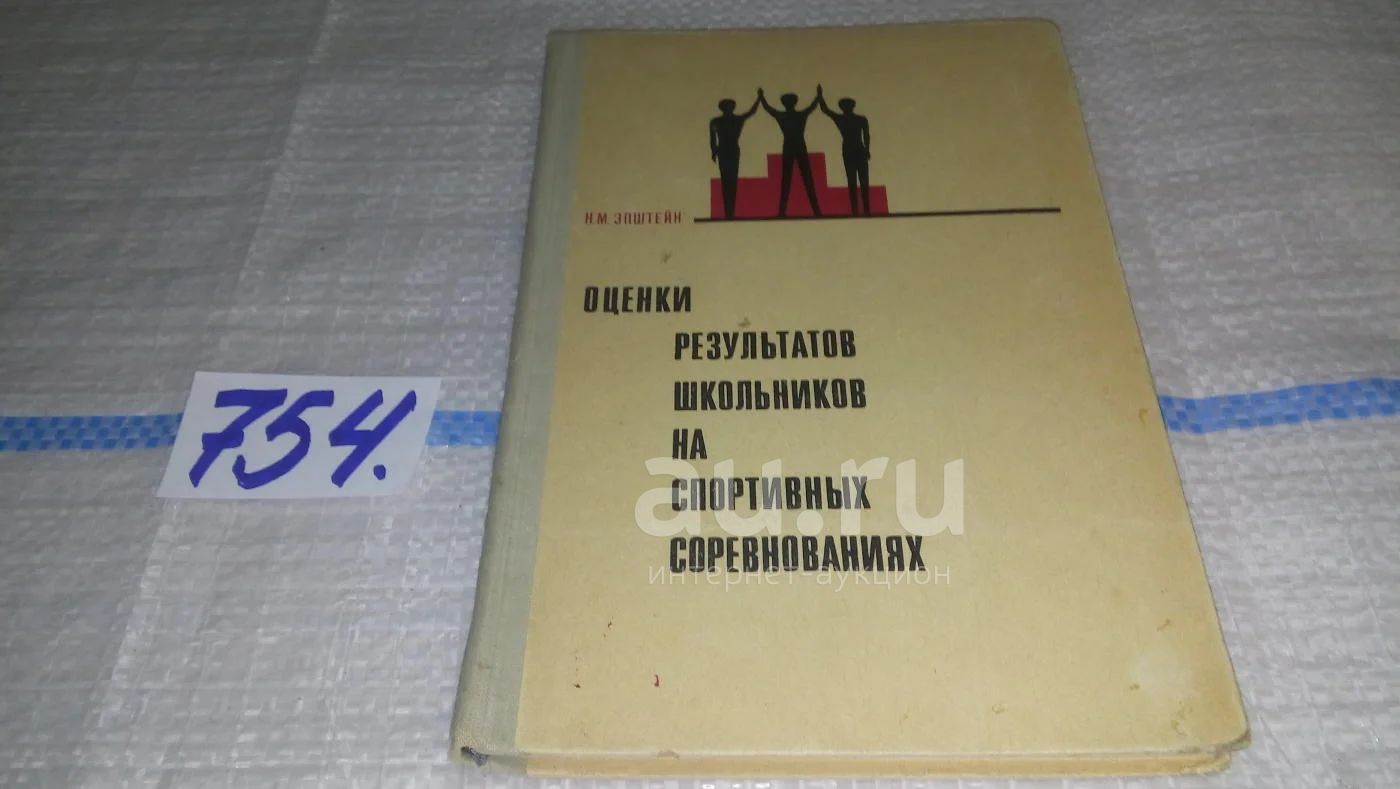 Н.М. ЭПШТЕЙН
ОЦЕНКИ
РЕЗУЛЬТАТОВ
ШКОЛЬНИКОВ
НА
СПОРТИВНЫХ
СОРЕВНОВАНИЯХ
754.
au.ru
интернет-аукцион